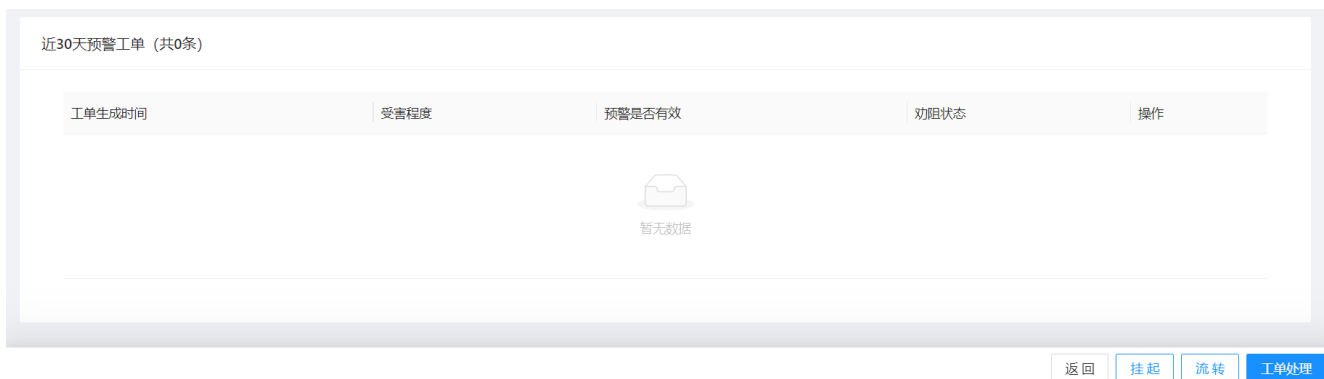 近30天预警工单（共0条）
工单生成时间 受害程度 预警是否有效 劝阻状态 操作
暂无数据
返回 挂起 流转 工单处理